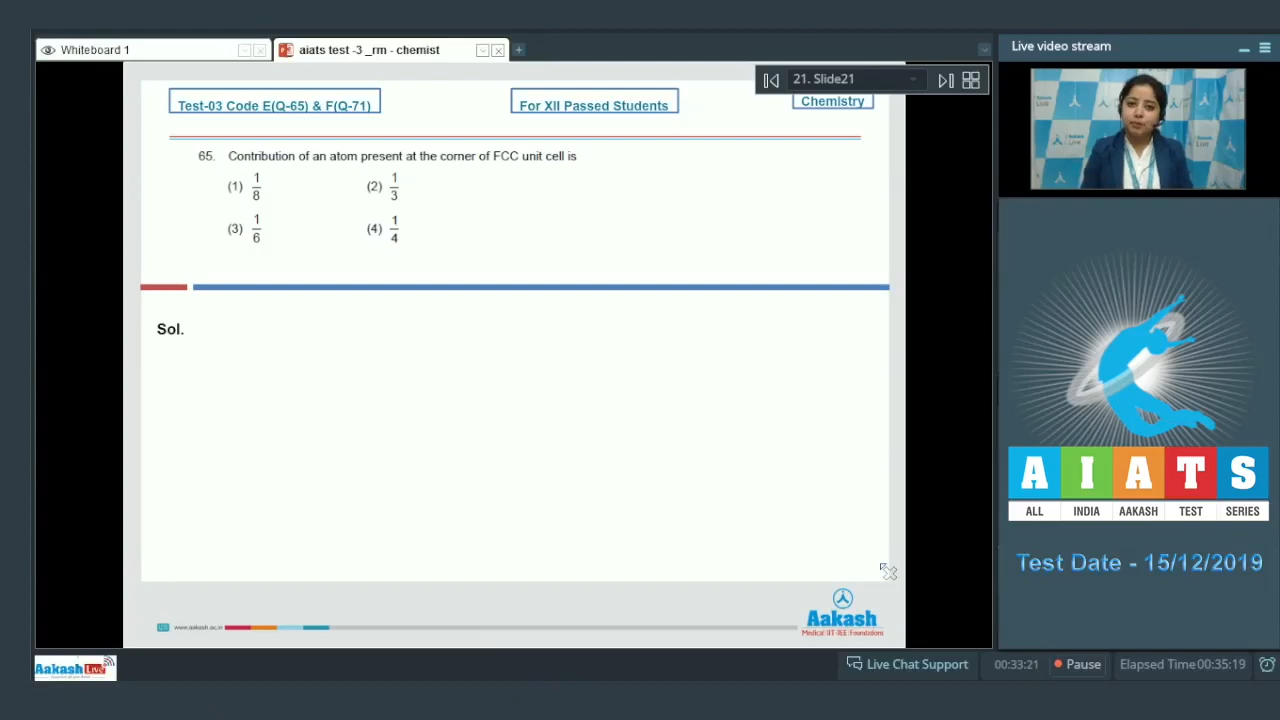 Whiteboard 1
aiats test -3 _rm - chemist
Live video stream
21. Slide21
Test-03 Code E(Q-65) & F(Q-71)
For XII Passed Students
Chemistry
65. Contribution of an atom present at the corner of FCC unit cell is
(1) 1/8 (2) 1/3
(3) 1/6 (4) 1/4
Sol.
A I A T S
ALL INDIA AAKASH TEST SERIES
Test Date - 15/12/2019
Aakash
Medical|IIT-JEE|Foundations
www.aakash.ac.in
Aakash Live
Live Chat Support
00:33:21
Pause
Elapsed Time 00:35:19